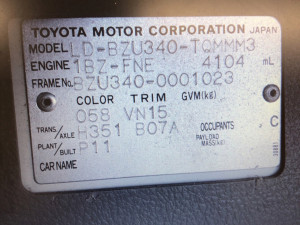 TOYOTA MOTOR CORPORATION JAPAN
MODEL LD-BZU340-TQMMM3
ENGINE 1BZ-FNE 4104 mL
FRAME No. BZU340-0001023
COLOR TRIM GVM(kg)
058 VN15
TRANS/AXLE H351 B07A OCCUPANTS C
PLANT/BUILT P11 PAYLOAD MASS(kg)
CAR NAME